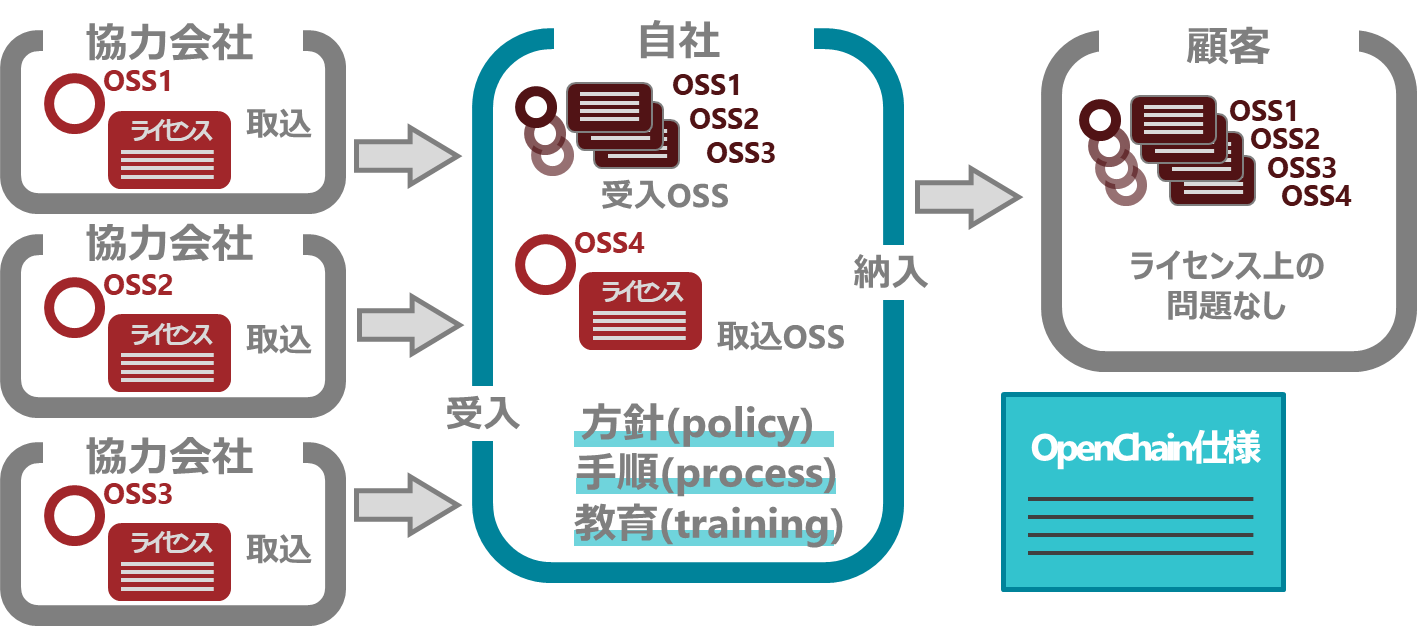 協力会社
OSS1
ライセンス
取込
協力会社
OSS2
ライセンス
取込
協力会社
OSS3
ライセンス
取込
自社
OSS1
OSS2
OSS3
受入OSS
OSS4
ライセンス
取込OSS
受入
納入
方針(policy)
手順(process)
教育(training)
顧客
OSS1
OSS2
OSS3
OSS4
ライセンス上の
問題なし
OpenChain仕様